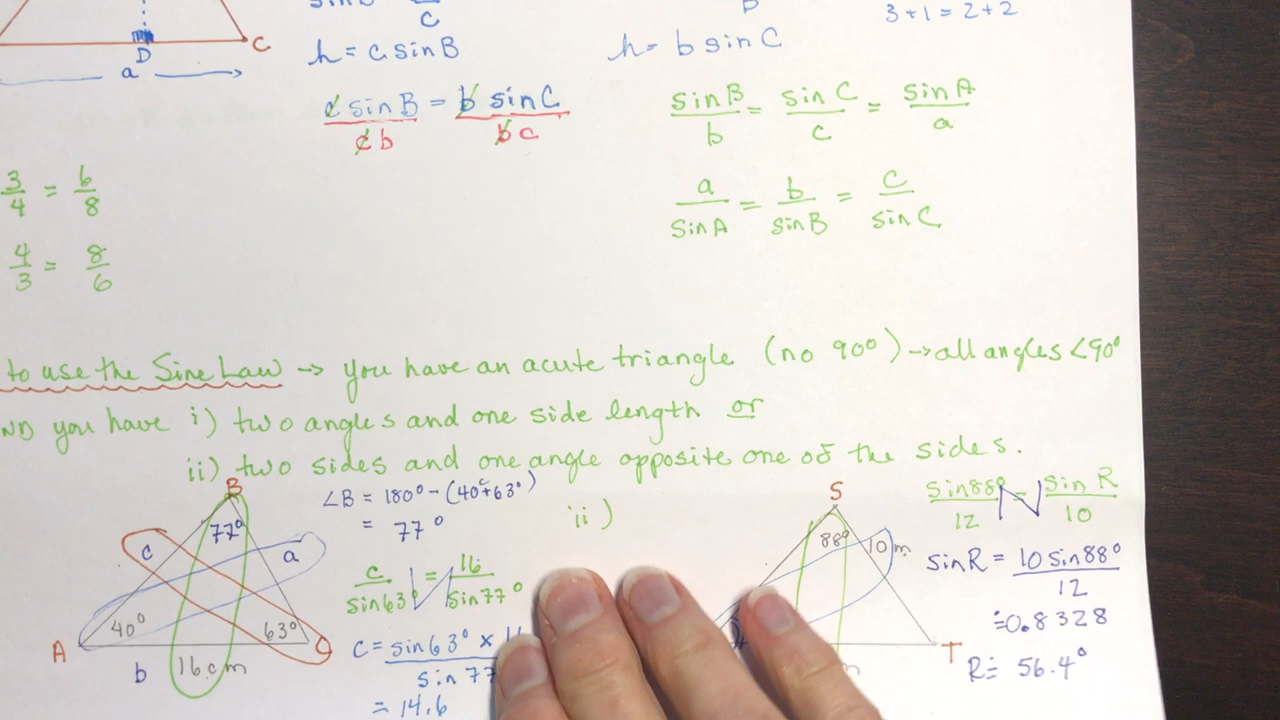 C
D
a
c
h = c sin B
c sin B = b sin C
c b b c
3/4 = 6/8
4/3 = 8/6
3+1 = 2+2
h = b sin C
sin B/b = sin C/c = sin A/a
a/sin A = b/sin B = c/sin C
to use the Sine Law → you have an acute triangle (no 90°) → all angles < 90°
you have i) two angles and one side length or
ii) two sides and one angle opposite one of the sides.
B
77°
c
a
40°
63°
A
C
b
16 cm
∠B = 180° - (40°+63°)
= 77°
c/sin 63° = 16/sin 77°
c = sin 63° ×
sin 77
= 14.6
ii)
S
88°
10 m
T
sin 88°/12 = sin R/10
sin R = 10 sin 88°/12
≐ 0.8328
R ≐ 56.4°